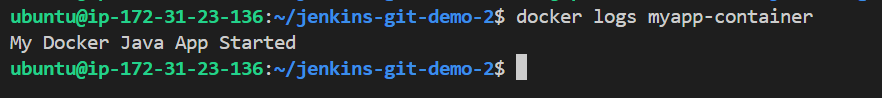 ubuntu@ip-172-31-23-136:~/jenkins-git-demo-2$ docker logs myapp-container
My Docker Java App Started
ubuntu@ip-172-31-23-136:~/jenkins-git-demo-2$